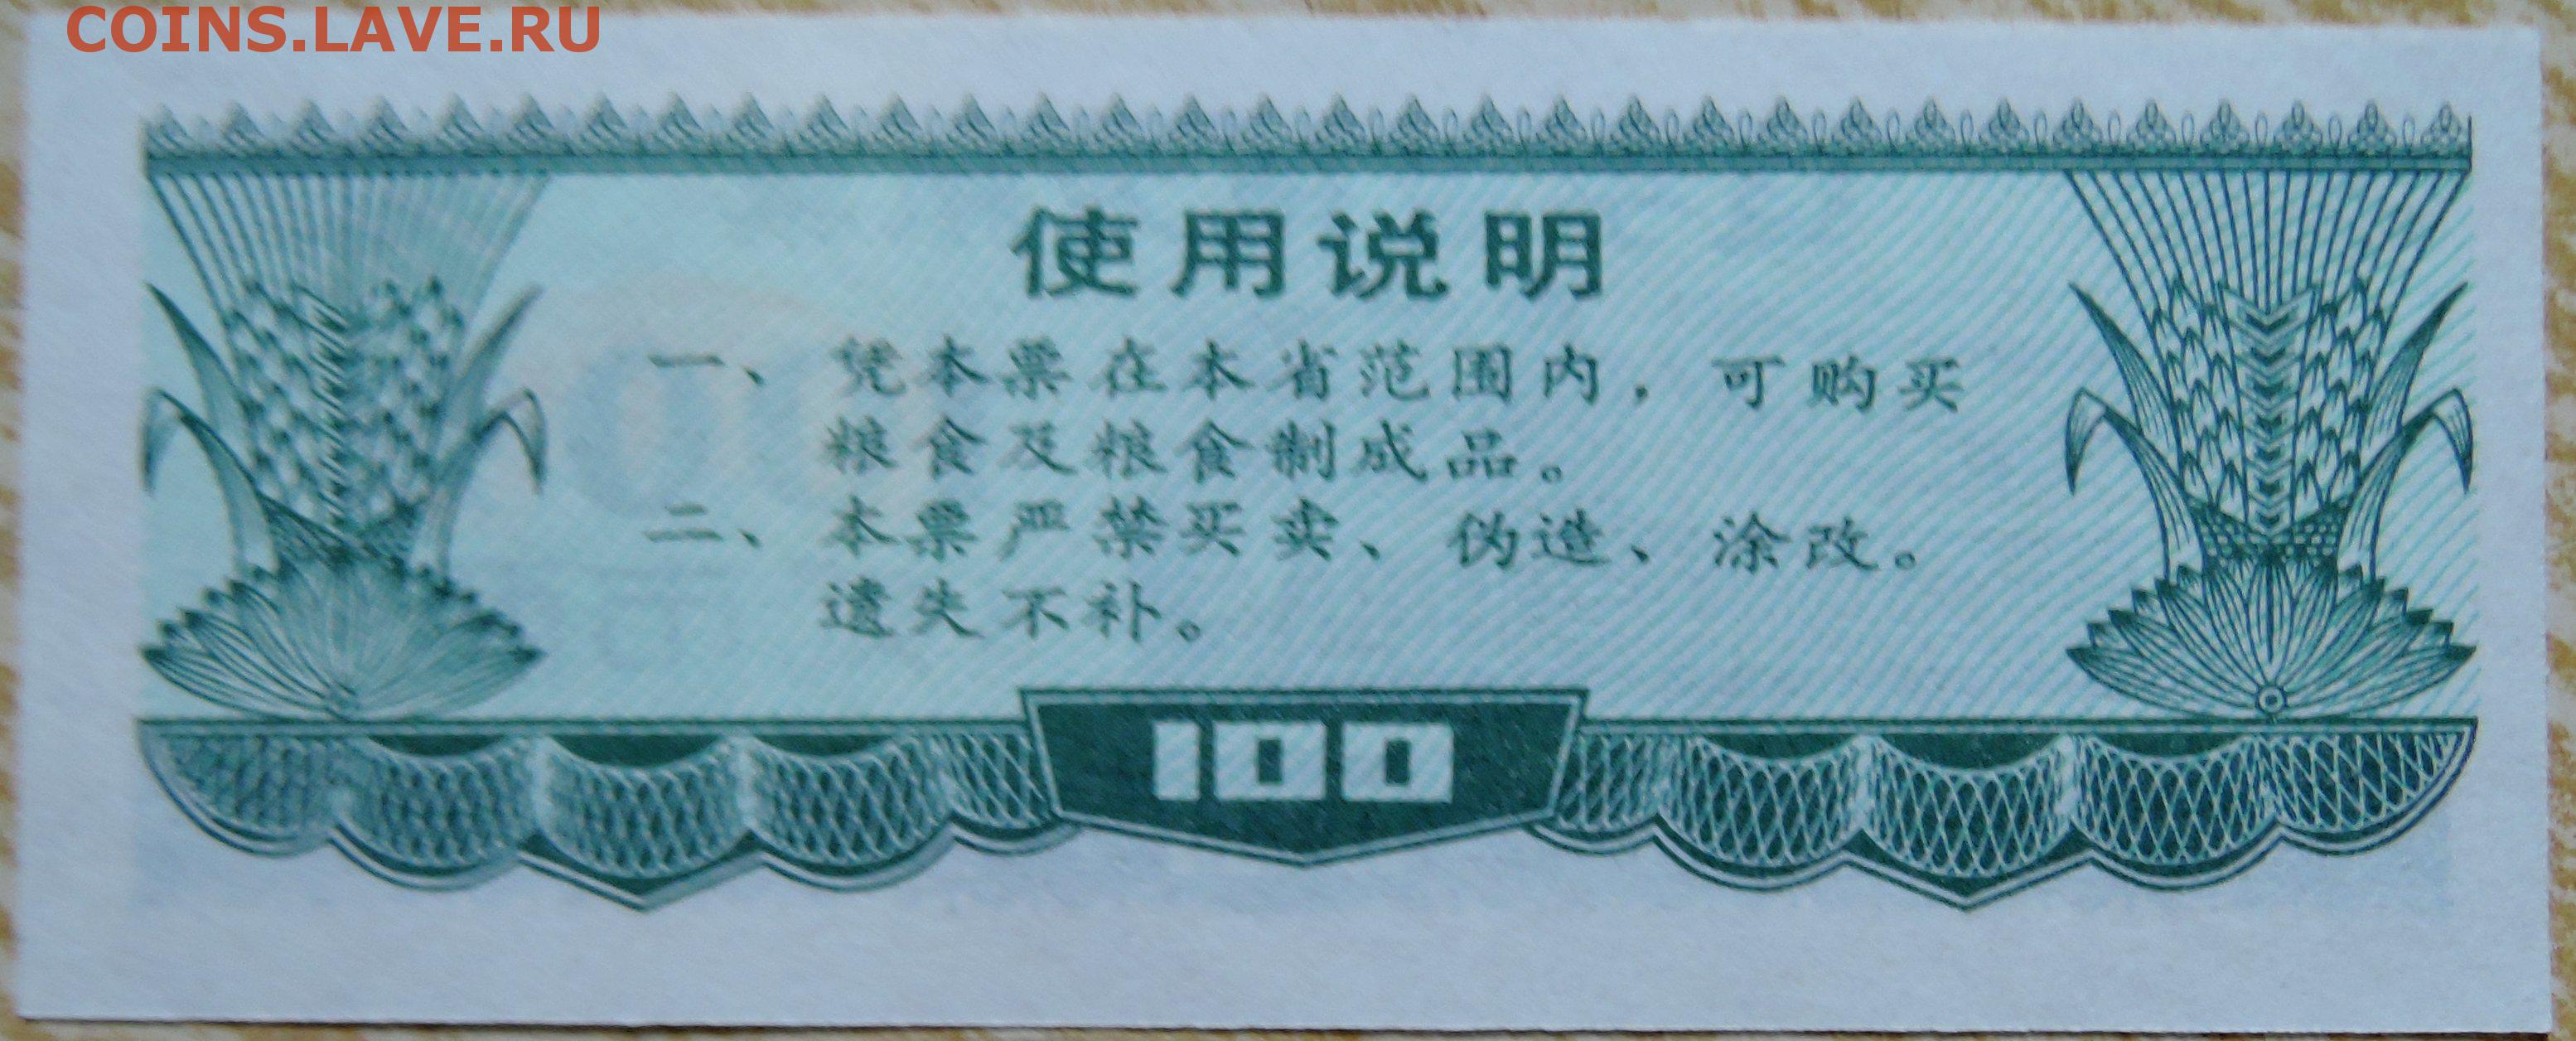 COINS.LAVE.RU
使用说明
一、凭本票在本省范围内，可购买
粮食及粮食制成品。
二、本票严禁买卖、伪造、涂改。
遗失不补。
100